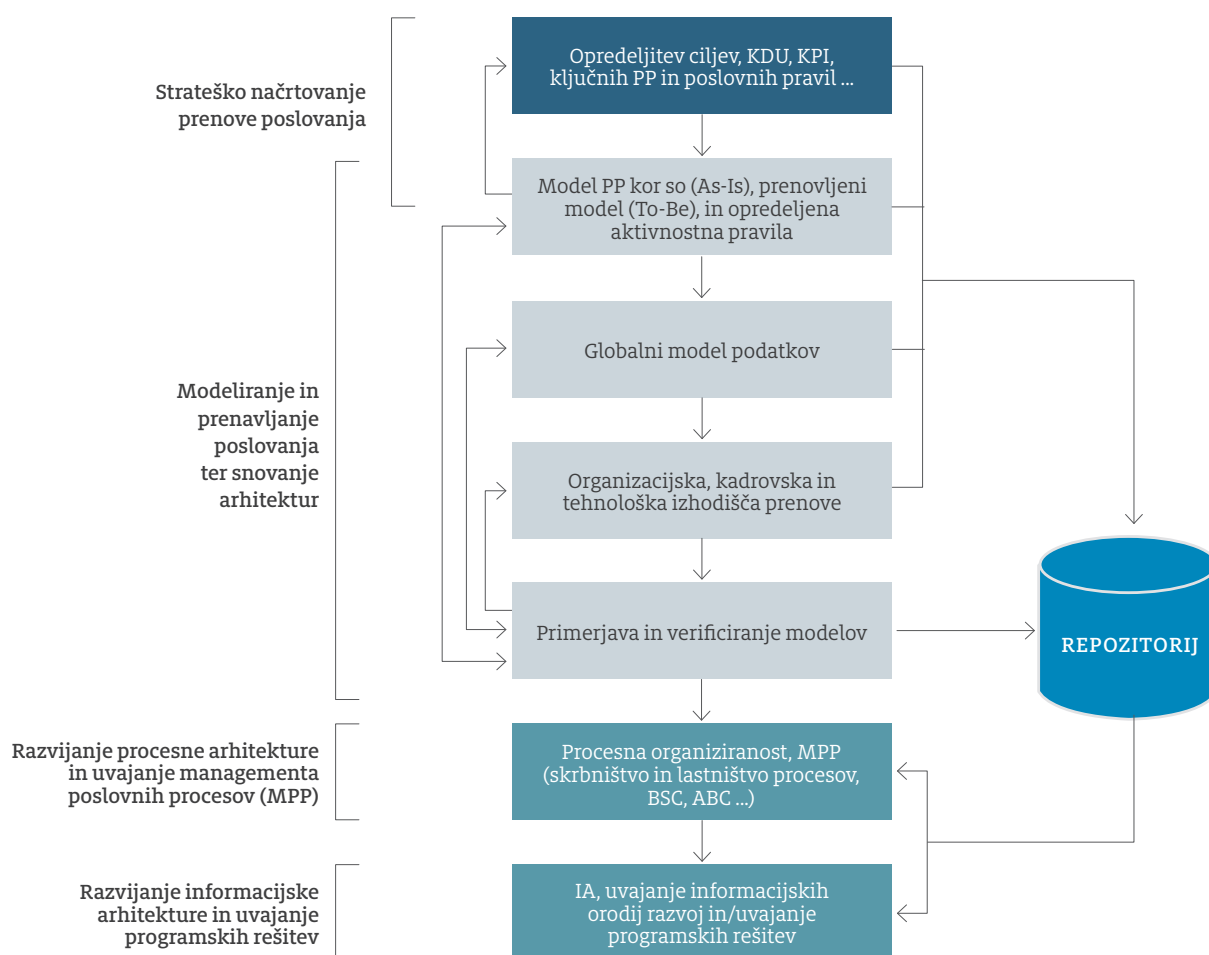 Opredeljitev ciljev, KDU, KPI,
ključnih PP in poslovnih pravil ...
Strateško načrtovanje
prenove poslovanja
Model PP kor so (As-Is), prenovljeni
model (To-Be), in opredeljena
aktivnostna pravila
Globalni model podatkov
Modeliranje in
prenavljanje
poslovanja
ter snovanje
arhitektur
Organizacijska, kadrovska in
tehnološka izhodišča prenove
Primerjava in verificiranje modelov
REPOZITORIJ
Razvijanje procesne arhitekture
in uvajanje managementa
poslovnih procesov (MPP)
Procesna organiziranost, MPP
(skrbništvo in lastništvo procesov,
BSC, ABC ...)
Razvijanje informacijske
arhitekture in uvajanje
programskih rešitev
IA, uvajanje informacijskih
orodij razvoj in/uvajanje
programskih rešitev